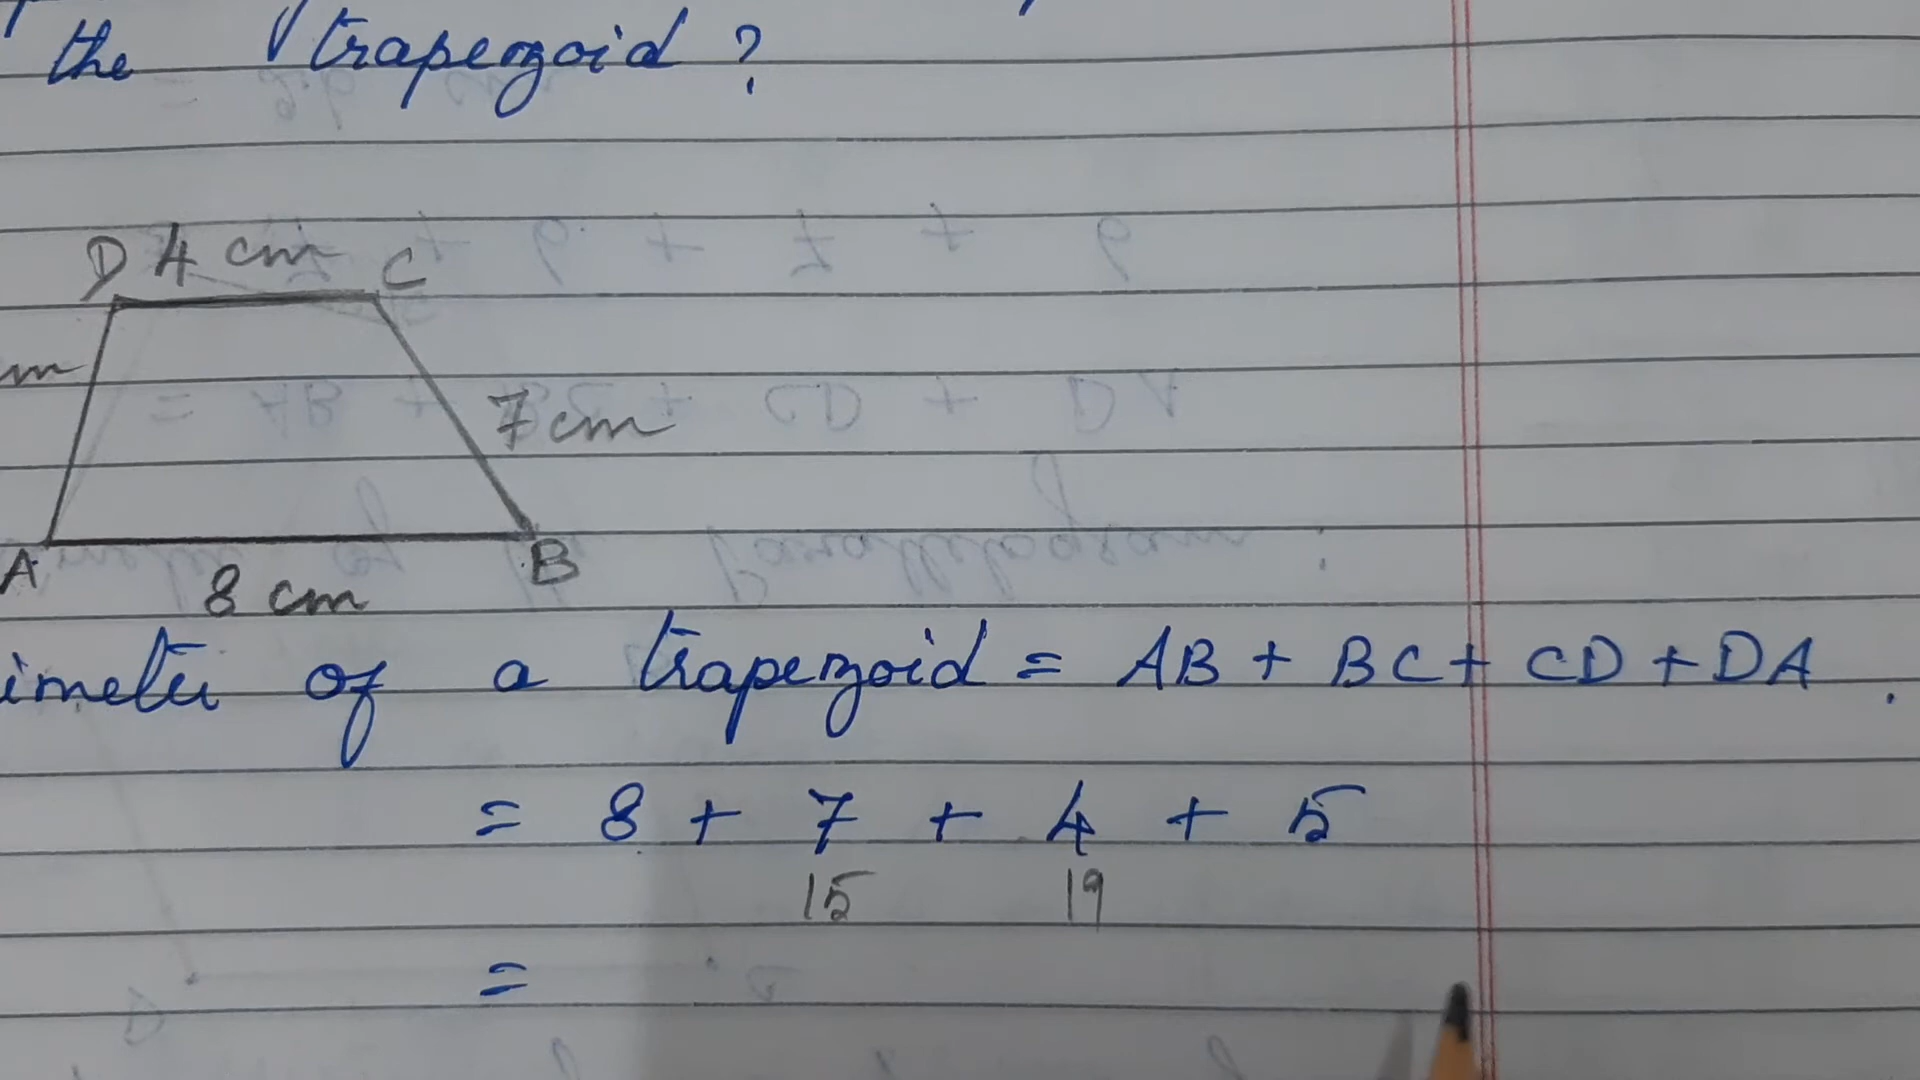 the trapezoid ?
D 4 cm C
m
7 cm
A B
8 cm
imeter of a trapezoid = AB + BC + CD + DA .
= 8 + 7 + 4 + 5
15 19
=